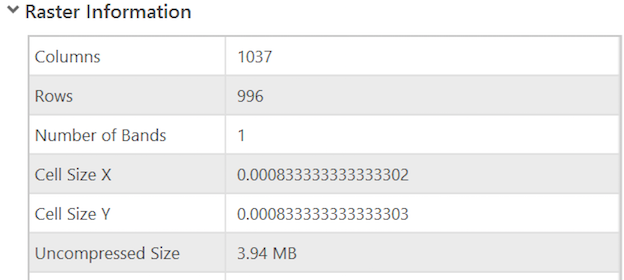 Raster Information
Columns 1037
Rows 996
Number of Bands 1
Cell Size X 0.000833333333333302
Cell Size Y 0.000833333333333303
Uncompressed Size 3.94 MB